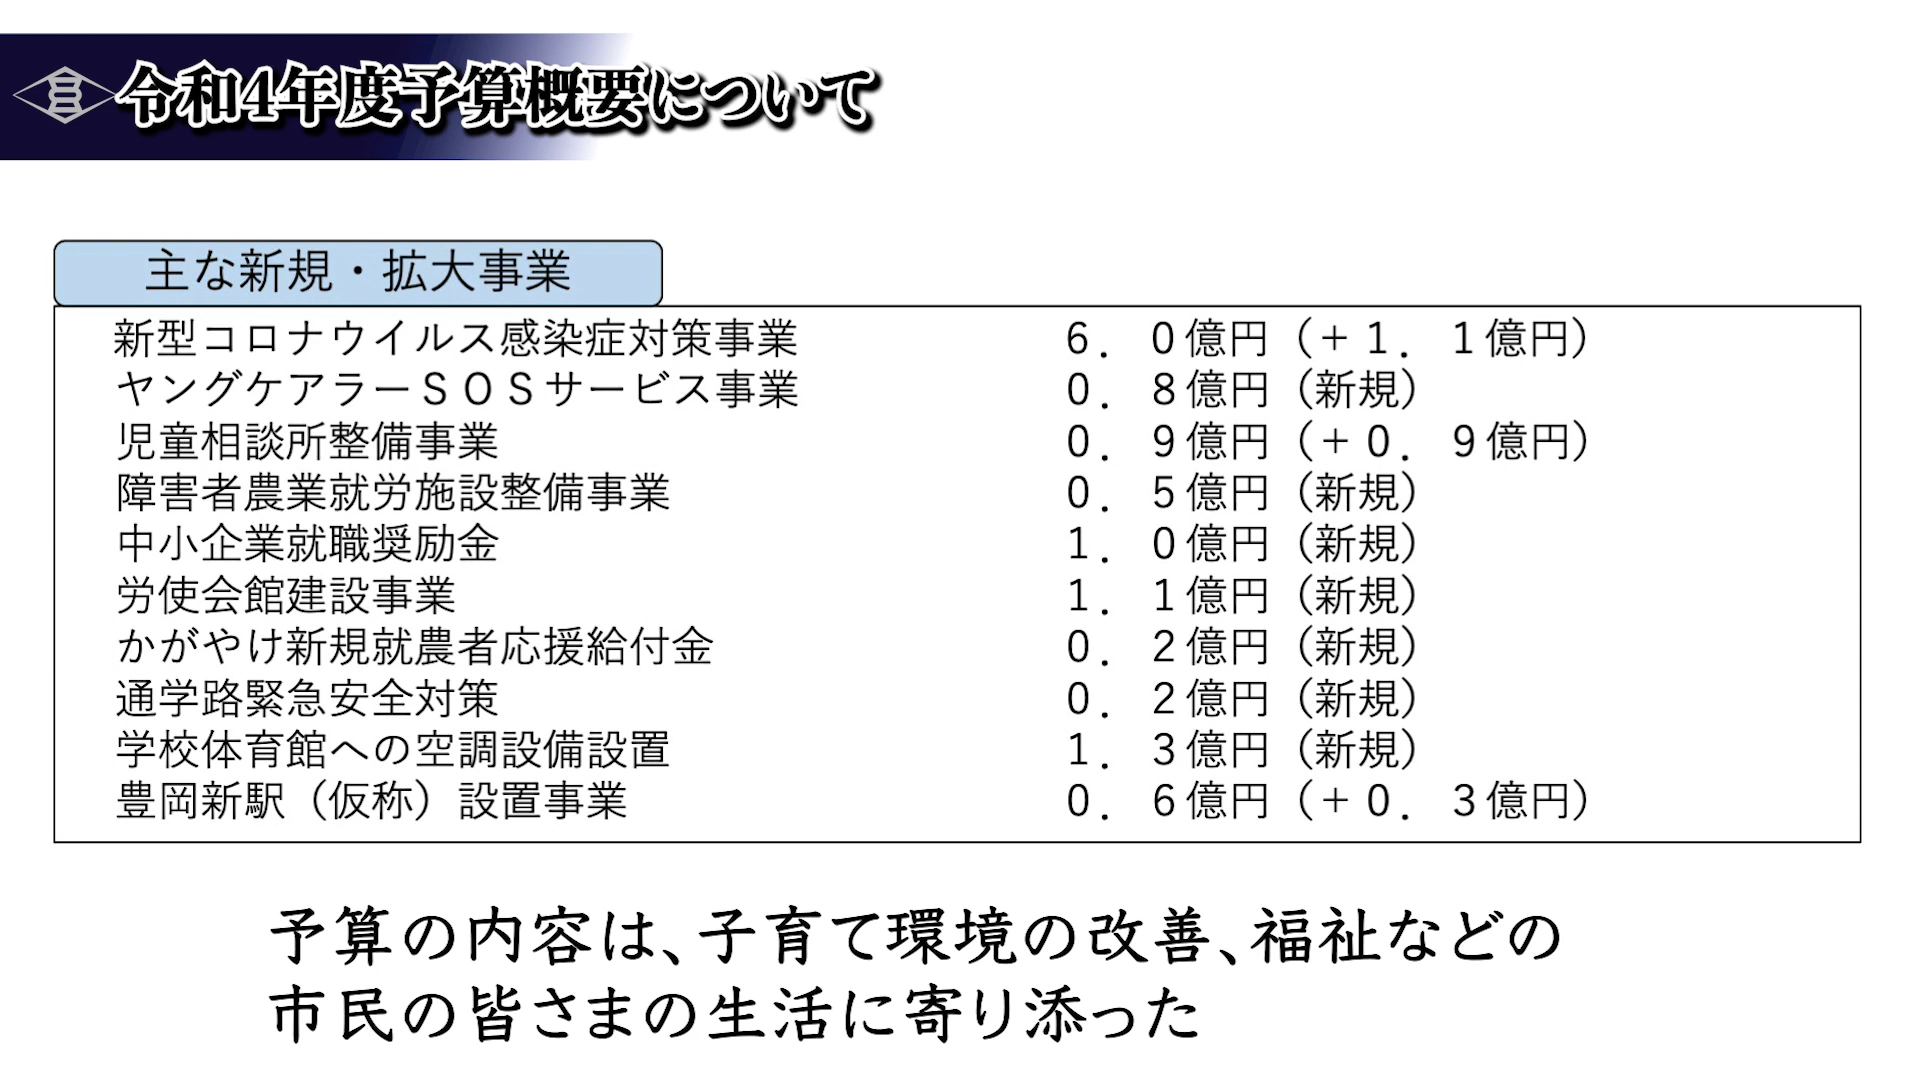 令和4年度予算概要について
主な新規・拡大事業
新型コロナウイルス感染症対策事業 ６．０億円（＋１．１億円）
ヤングケアラーＳＯＳサービス事業 ０．８億円（新規）
児童相談所整備事業 ０．９億円（＋０．９億円）
障害者農業就労施設整備事業 ０．５億円（新規）
中小企業就職奨励金 １．０億円（新規）
労使会館建設事業 １．１億円（新規）
かがやけ新規就農者応援給付金 ０．２億円（新規）
通学路緊急安全対策 ０．２億円（新規）
学校体育館への空調設備設置 １．３億円（新規）
豊岡新駅（仮称）設置事業 ０．６億円（＋０．３億円）
予算の内容は、子育て環境の改善、福祉などの
市民の皆さまの生活に寄り添った